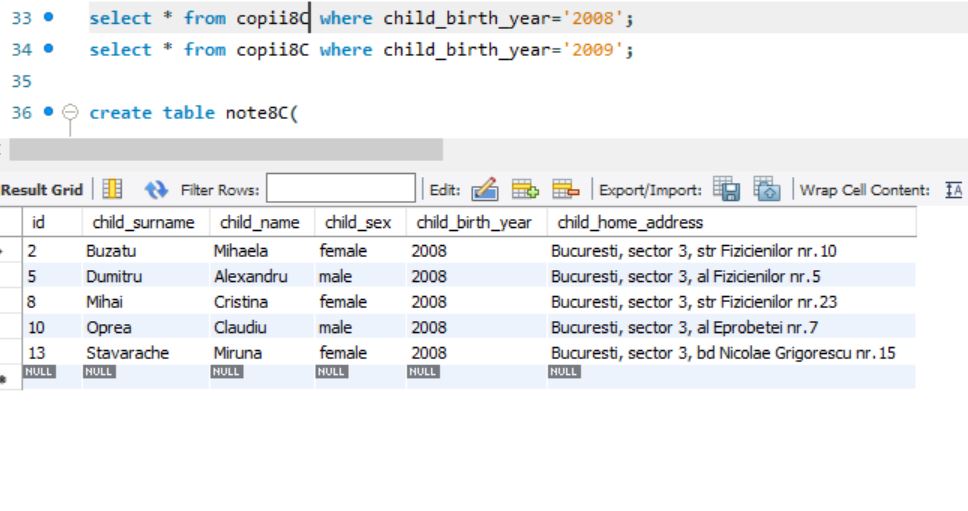 33 select * from copii8C where child_birth_year='2008';
34 select * from copii8C where child_birth_year='2009';
35
36 create table note8C(
Result Grid Filter Rows: Edit: Export/Import: Wrap Cell Content: IA
id child_surname child_name child_sex child_birth_year child_home_address
2 Buzatu Mihaela female 2008 Bucuresti, sector 3, str Fizicienilor nr.10
5 Dumitru Alexandru male 2008 Bucuresti, sector 3, al Fizicienilor nr.5
8 Mihai Cristina female 2008 Bucuresti, sector 3, str Fizicienilor nr.23
10 Oprea Claudiu male 2008 Bucuresti, sector 3, al Eprobetei nr.7
13 Stavarache Miruna female 2008 Bucuresti, sector 3, bd Nicolae Grigorescu nr.15
NULL NULL NULL NULL NULL NULL